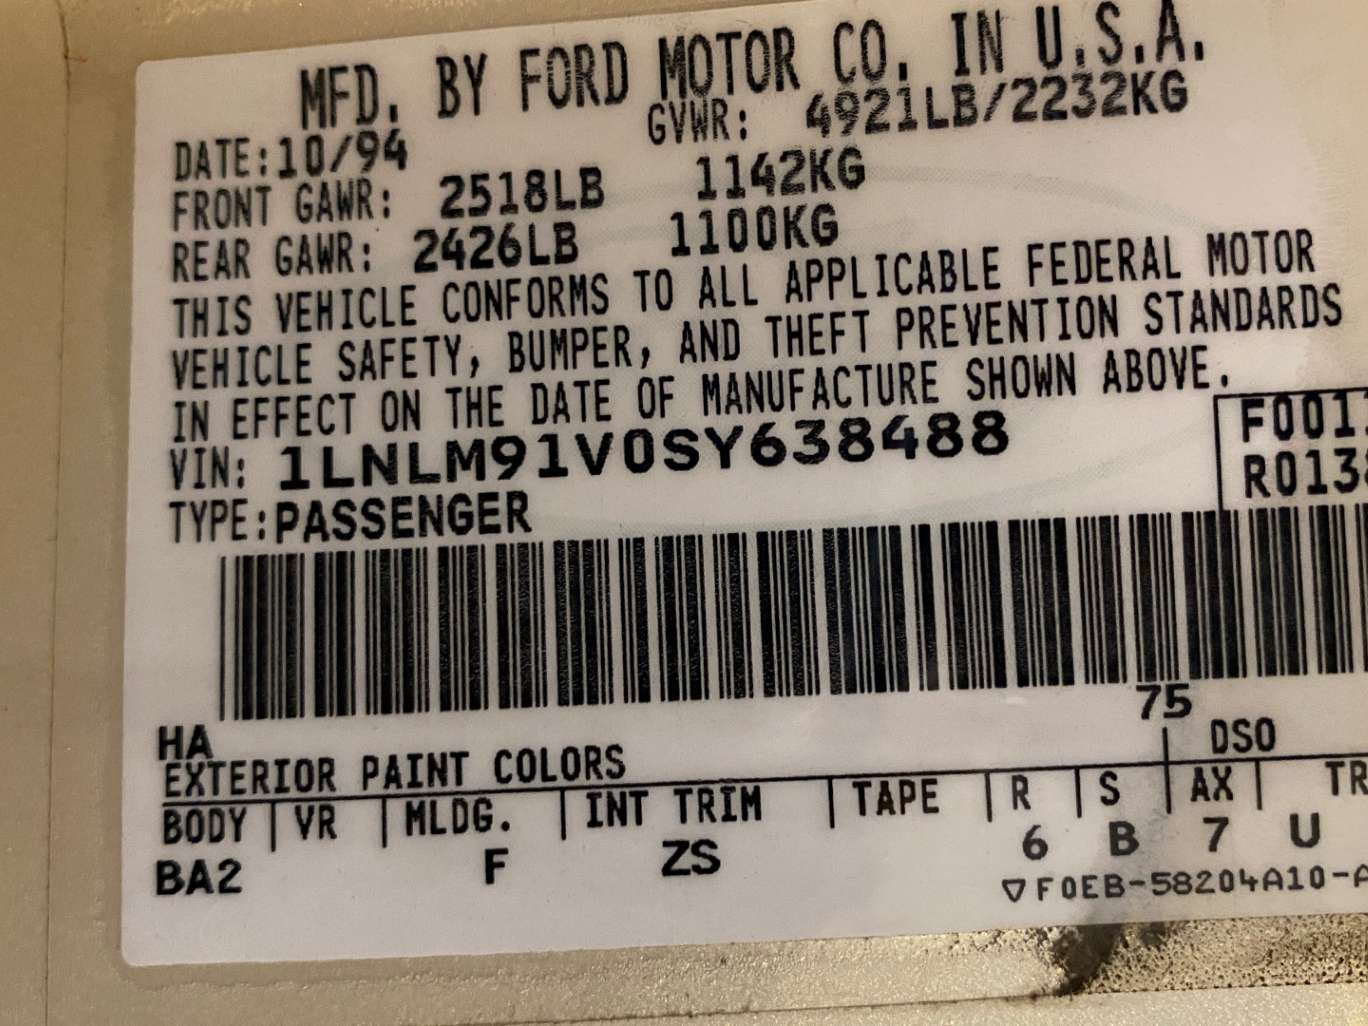 MFD. BY FORD MOTOR CO. IN U.S.A.
DATE:10/94 GVWR: 4921LB/2232KG
FRONT GAWR: 2518LB 1142KG
REAR GAWR: 2426LB 1100KG
THIS VEHICLE CONFORMS TO ALL APPLICABLE FEDERAL MOTOR
VEHICLE SAFETY, BUMPER, AND THEFT PREVENTION STANDARDS
IN EFFECT ON THE DATE OF MANUFACTURE SHOWN ABOVE.
VIN: 1LNLM91V0SY638488
F001
TYPE:PASSENGER
R0138
75
HA
EXTERIOR PAINT COLORS DSO
BODY VR MLDG. INT TRIM TAPE R S AX TR
BA2 F ZS 6 B 7 U
▽F0EB-58204A10-A